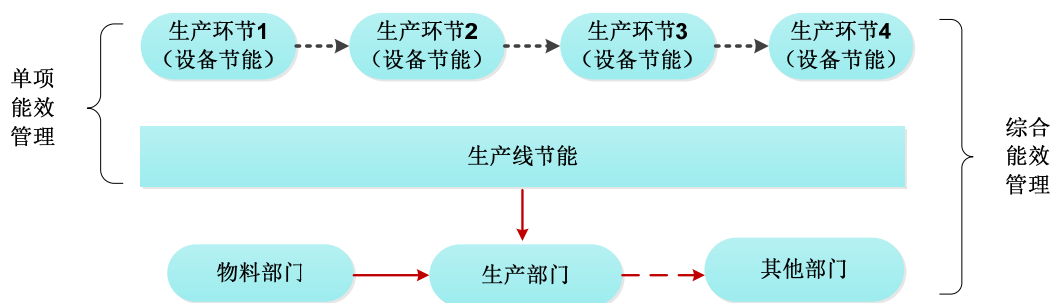 生产环节1
（设备节能）
生产环节2
（设备节能）
生产环节3
（设备节能）
生产环节4
（设备节能）
单项
能效
管理
生产线节能
综合
能效
管理
物料部门
生产部门
其他部门